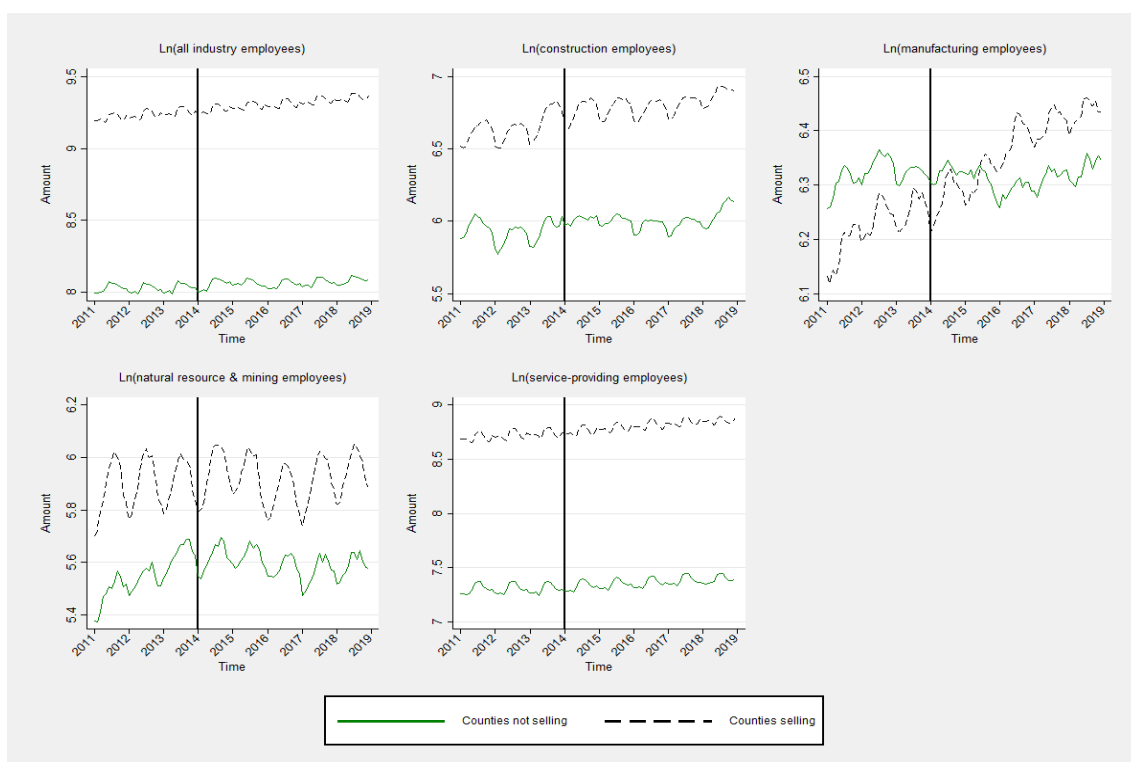 Ln(all industry employees)
Amount
8 8.5 9 9.5
2011 2012 2013 2014 2015 2016 2017 2018 2019
Time
Ln(construction employees)
Amount
5.5 6 6.5 7
2011 2012 2013 2014 2015 2016 2017 2018 2019
Time
Ln(manufacturing employees)
Amount
6.1 6.2 6.3 6.4 6.5
2011 2012 2013 2014 2015 2016 2017 2018 2019
Time
Ln(natural resource & mining employees)
Amount
5.4 5.6 5.8 6 6.2
2011 2012 2013 2014 2015 2016 2017 2018 2019
Time
Ln(service-providing employees)
Amount
7 7.5 8 8.5 9
2011 2012 2013 2014 2015 2016 2017 2018 2019
Time
Counties not selling
Counties selling